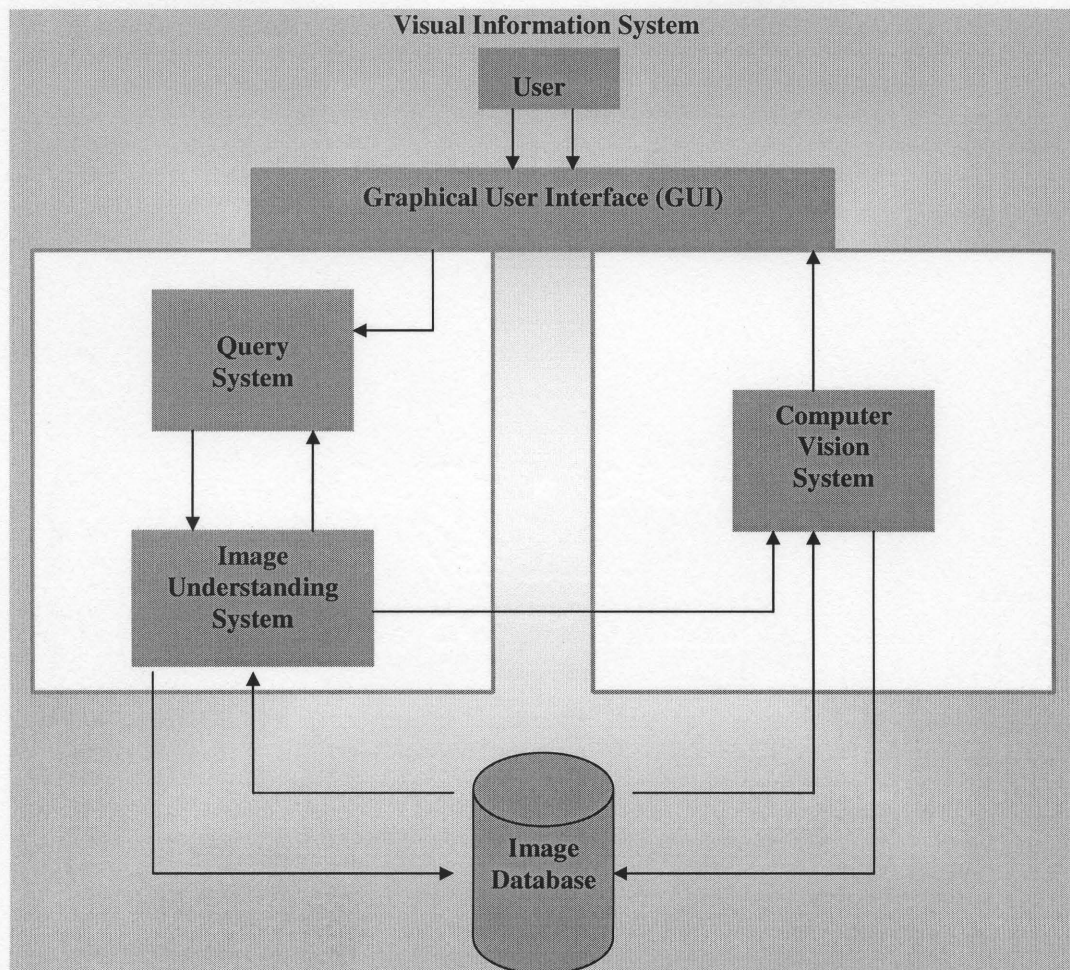 Visual Information System
User
Graphical User Interface (GUI)
Query
System
Computer
Vision
System
Image
Understanding
System
Image
Database